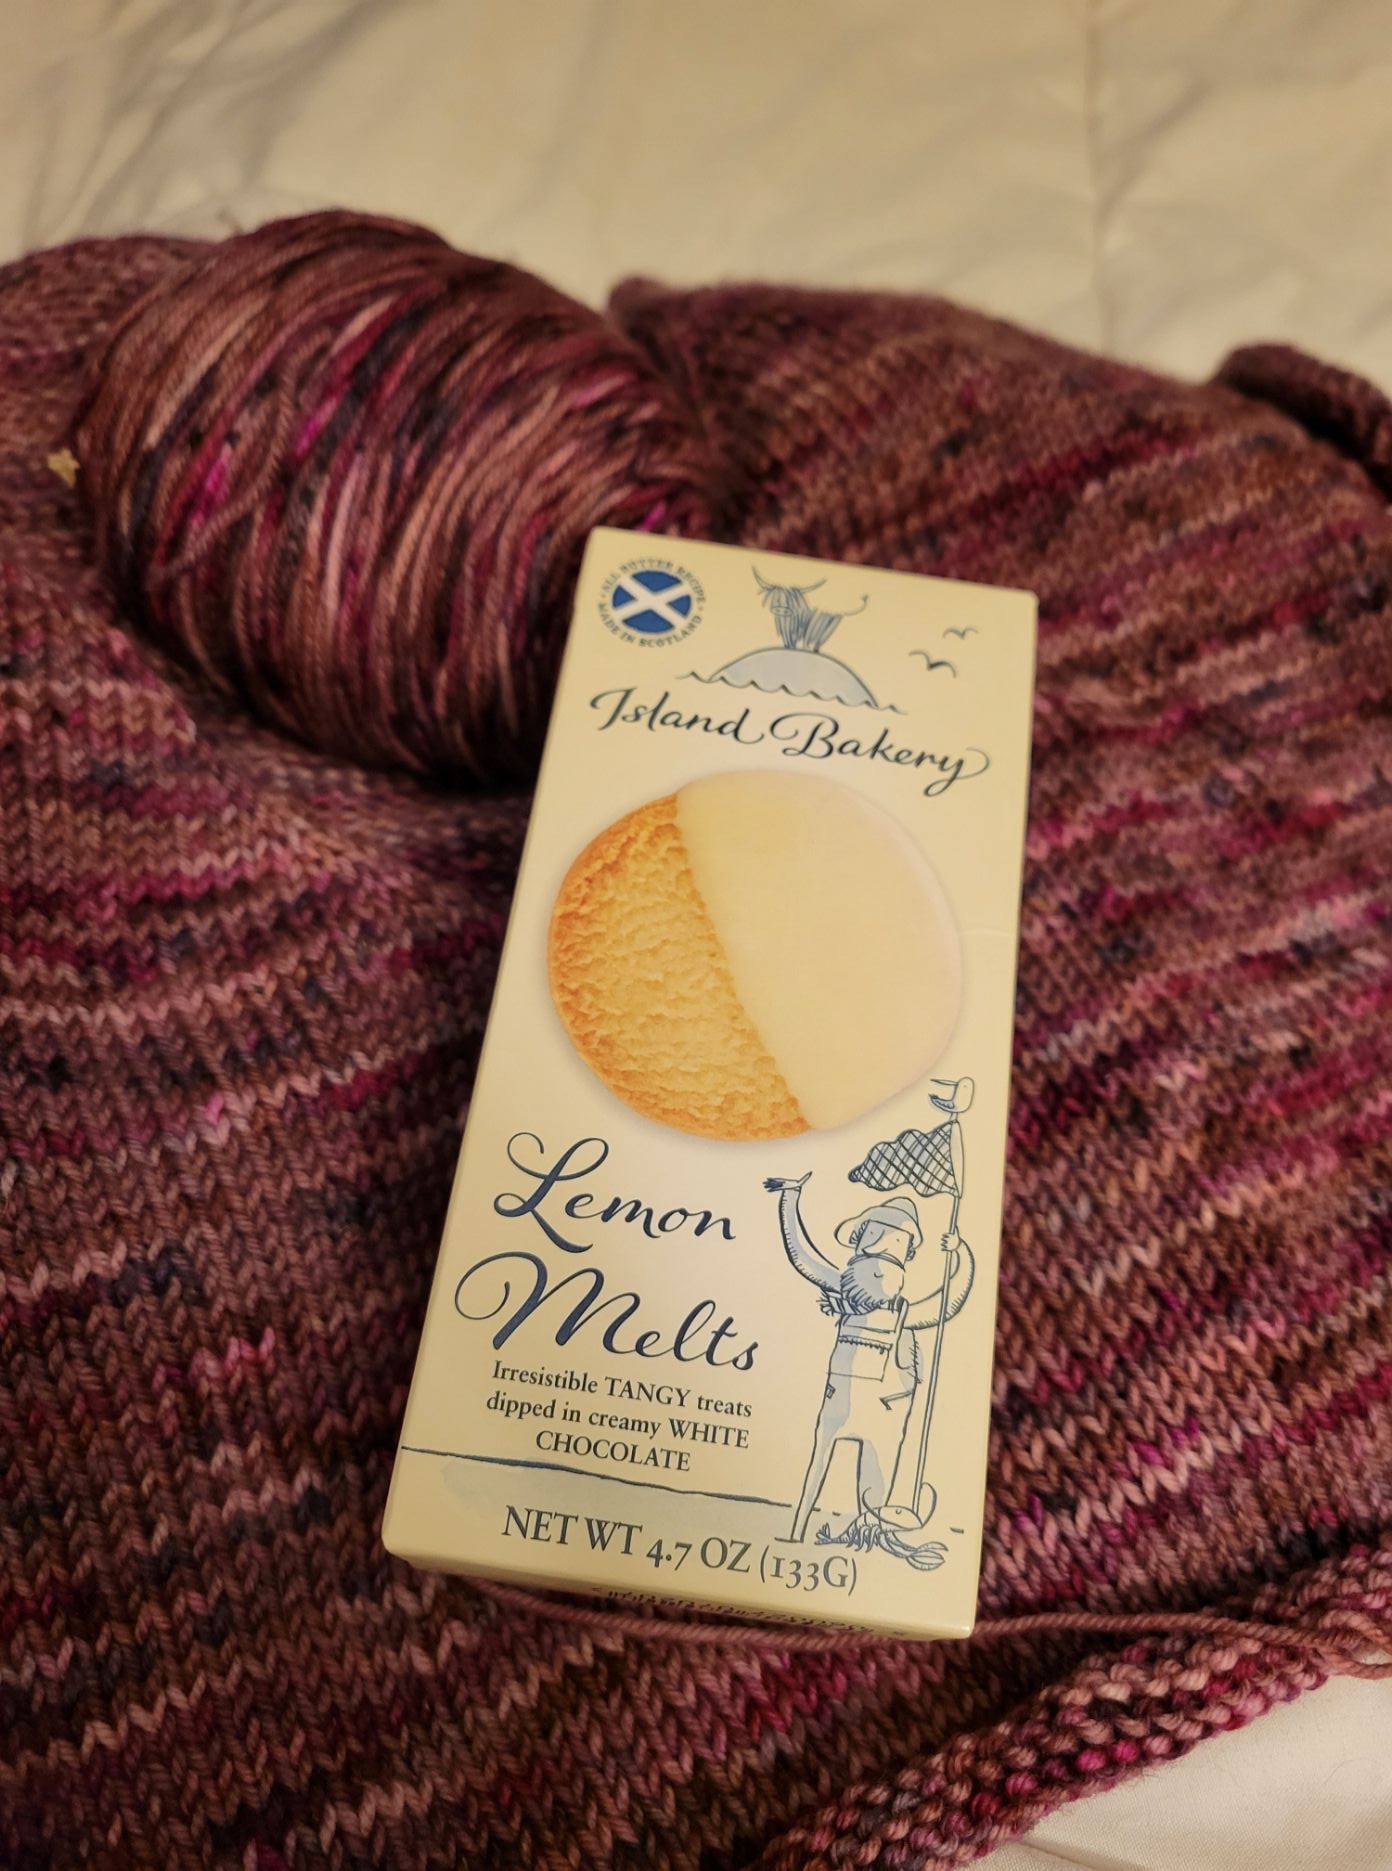 ALL BUTTER RECIPE
MADE IN SCOTLAND
Island Bakery
Lemon
Melts
Irresistible TANGY treats
dipped in creamy WHITE
CHOCOLATE
NET WT 4.7 OZ (133G)